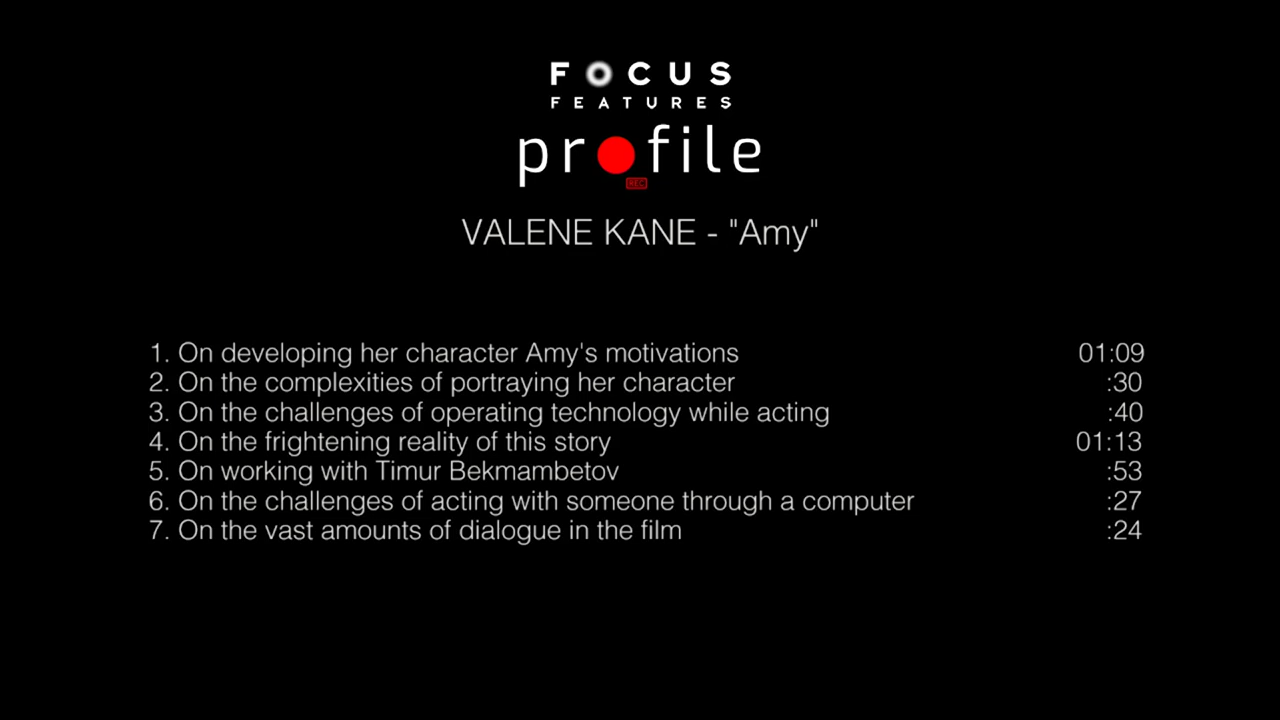 FOCUS
FEATURES
profile
REC
VALENE KANE - "Amy"
1. On developing her character Amy's motivations 01:09
2. On the complexities of portraying her character :30
3. On the challenges of operating technology while acting :40
4. On the frightening reality of this story 01:13
5. On working with Timur Bekmambetov :53
6. On the challenges of acting with someone through a computer :27
7. On the vast amounts of dialogue in the film :24